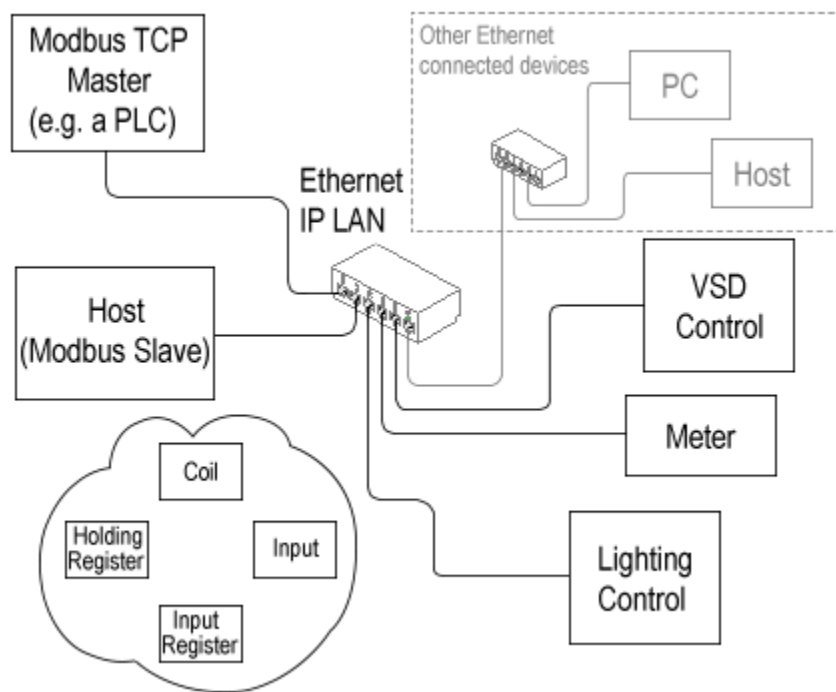 Modbus TCP
Master
(e.g. a PLC)
Other Ethernet
connected devices
PC
Host
Ethernet
IP LAN
Host
(Modbus Slave)
VSD
Control
Meter
Coil
Holding
Register
Input
Input
Register
Lighting
Control